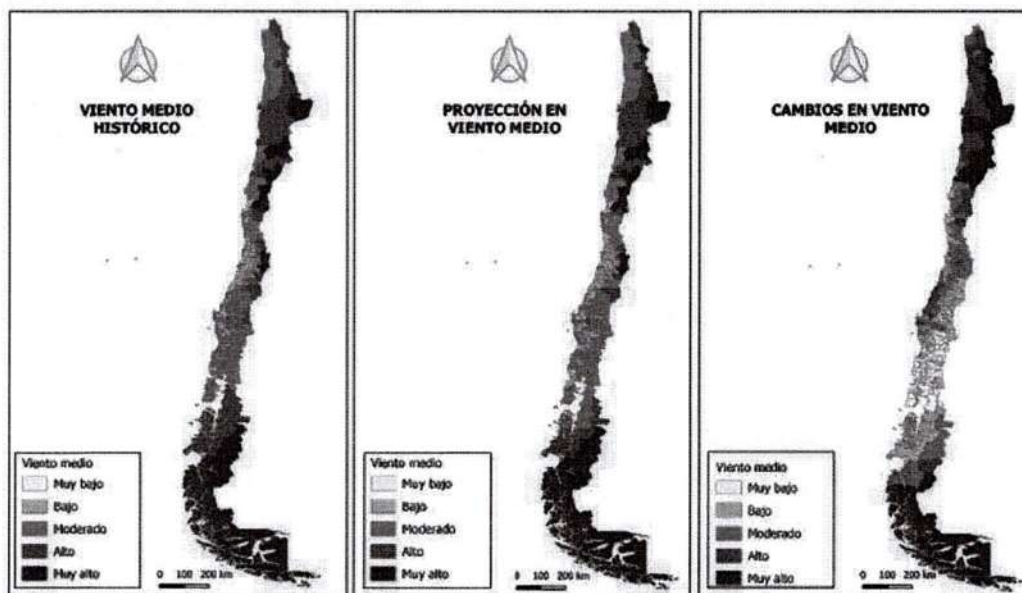 VIENTO MEDIO
HISTÓRICO
Viento medio
Muy bajo
Bajo
Moderado
Alto
Muy alto
0 100 200 km
PROYECCIÓN EN
VIENTO MEDIO
Viento medio
Muy bajo
Bajo
Moderado
Alto
Muy alto
0 100 200 km
CAMBIOS EN VIENTO
MEDIO
Viento medio
Muy bajo
Bajo
Moderado
Alto
Muy alto
0 100 200 km